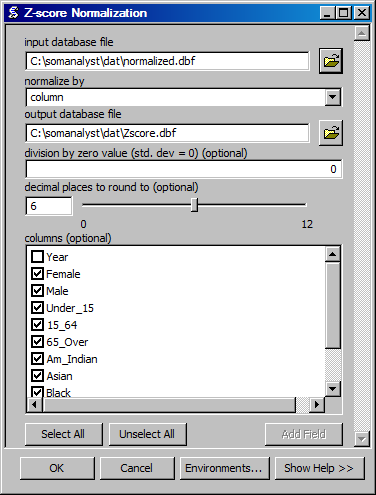 Z-score Normalization
input database file
C:\somanalyst\dat\normalized.dbf
normalize by
column
output database file
C:\somanalyst\dat\Zscore.dbf
division by zero value (std. dev = 0) (optional)
0
decimal places to round to (optional)
6
0 12
columns (optional)
Year
Female
Male
Under_15
15_64
65_Over
Am_Indian
Asian
Black
Select All Unselect All Add Field
OK Cancel Environments... Show Help >>